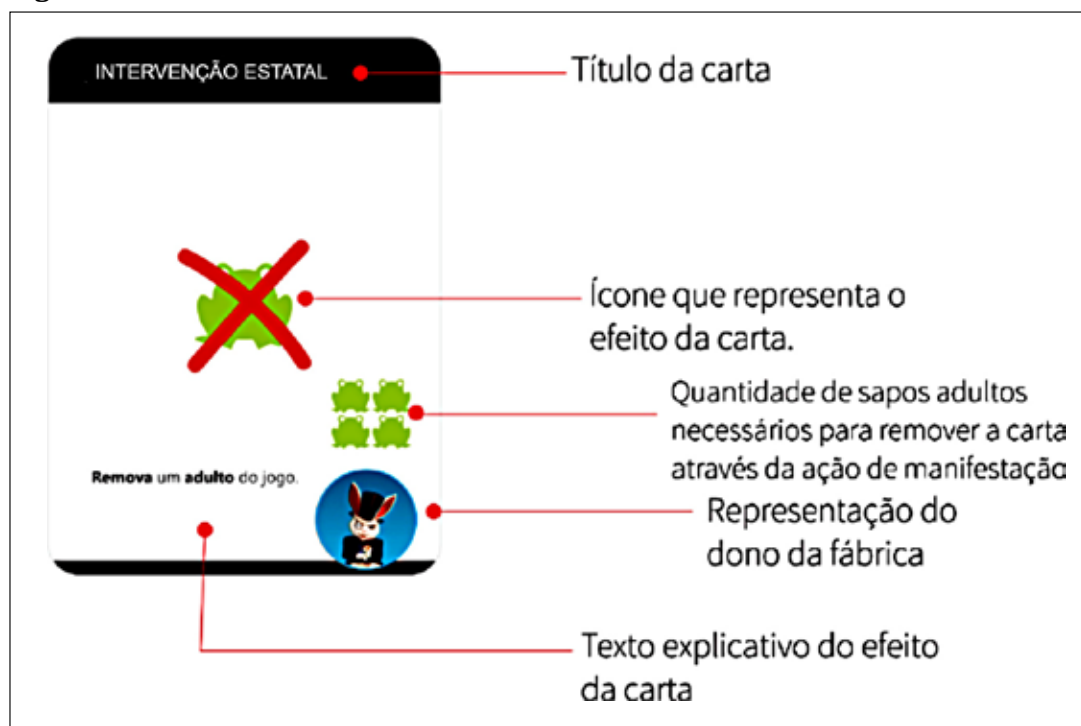 INTERVENÇÃO ESTATAL
Título da carta
Ícone que representa o
efeito da carta.
Quantidade de sapos adultos
necessários para remover a carta
através da ação de manifestação
Remova um adulto do jogo.
Representação do
dono da fábrica
Texto explicativo do efeito
da carta